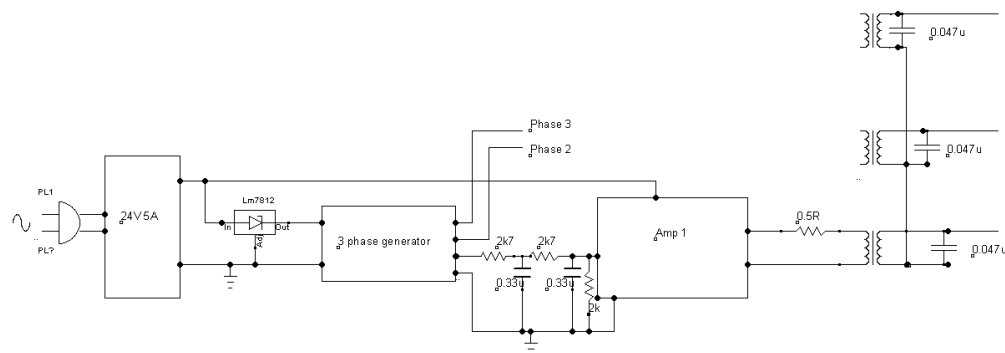 0.047u
Phase 3
Phase 2
0.047u
PL1
PL?
24V5A
Lm7812
In
Out
Adj
3 phase generator
2k7
2k7
0.33u
0.33u
2k
Amp 1
0.5R
0.047u